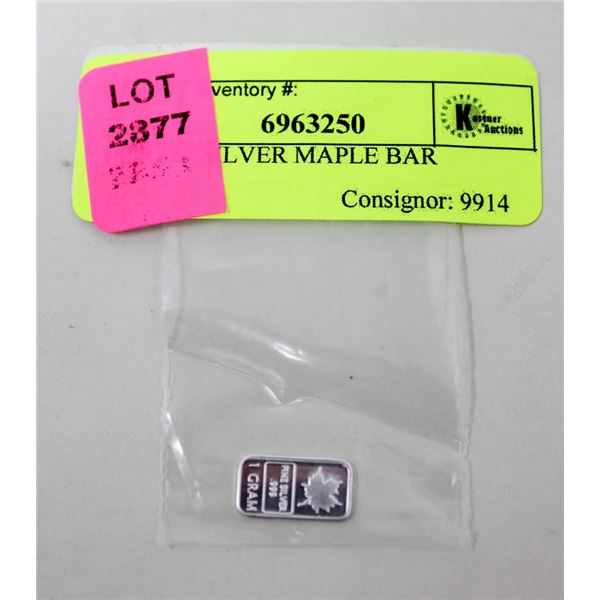 LOT
2877
ventory #:
6963250
Kastner
Auctions
LVER MAPLE BAR
Consignor: 9914
FINE SILVER
.999
1 GRAM